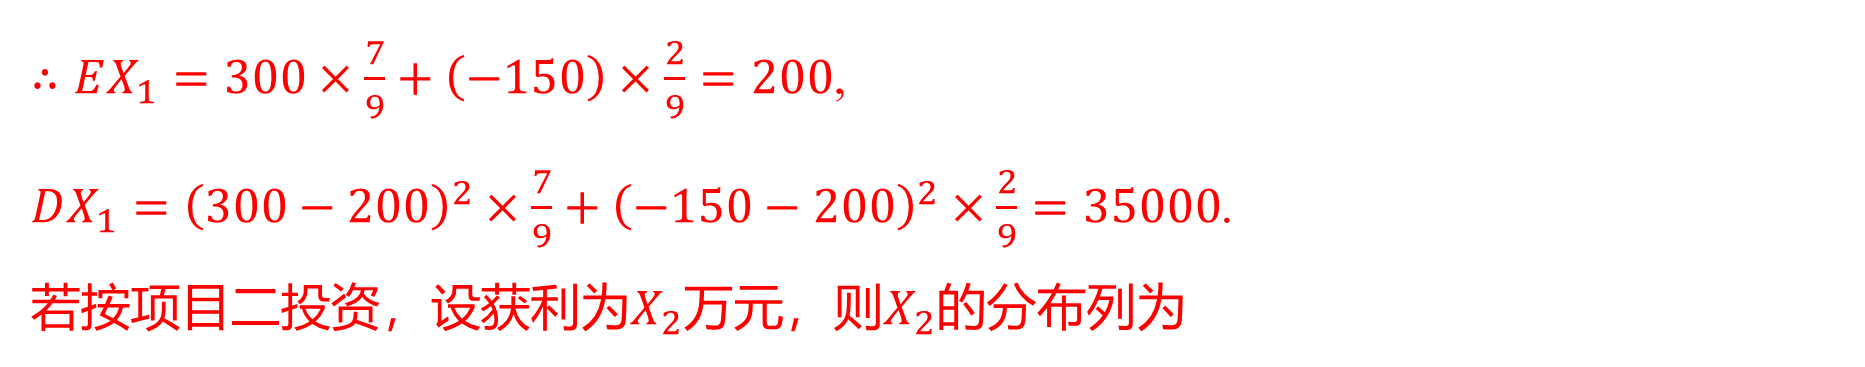 ∴ EX₁ = 300 × 7/9 + (−150) × 2/9 = 200,
DX₁ = (300 − 200)² × 7/9 + (−150 − 200)² × 2/9 = 35000.
若按项目二投资，设获利为X₂万元，则X₂的分布列为